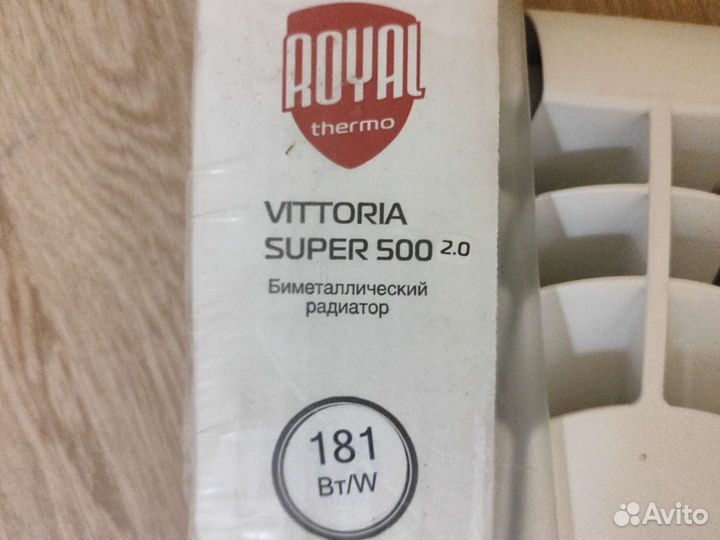 ROYAL
thermo
VITTORIA
SUPER 500 2.0
Биметаллический
радиатор
181
Вт/W
Avito